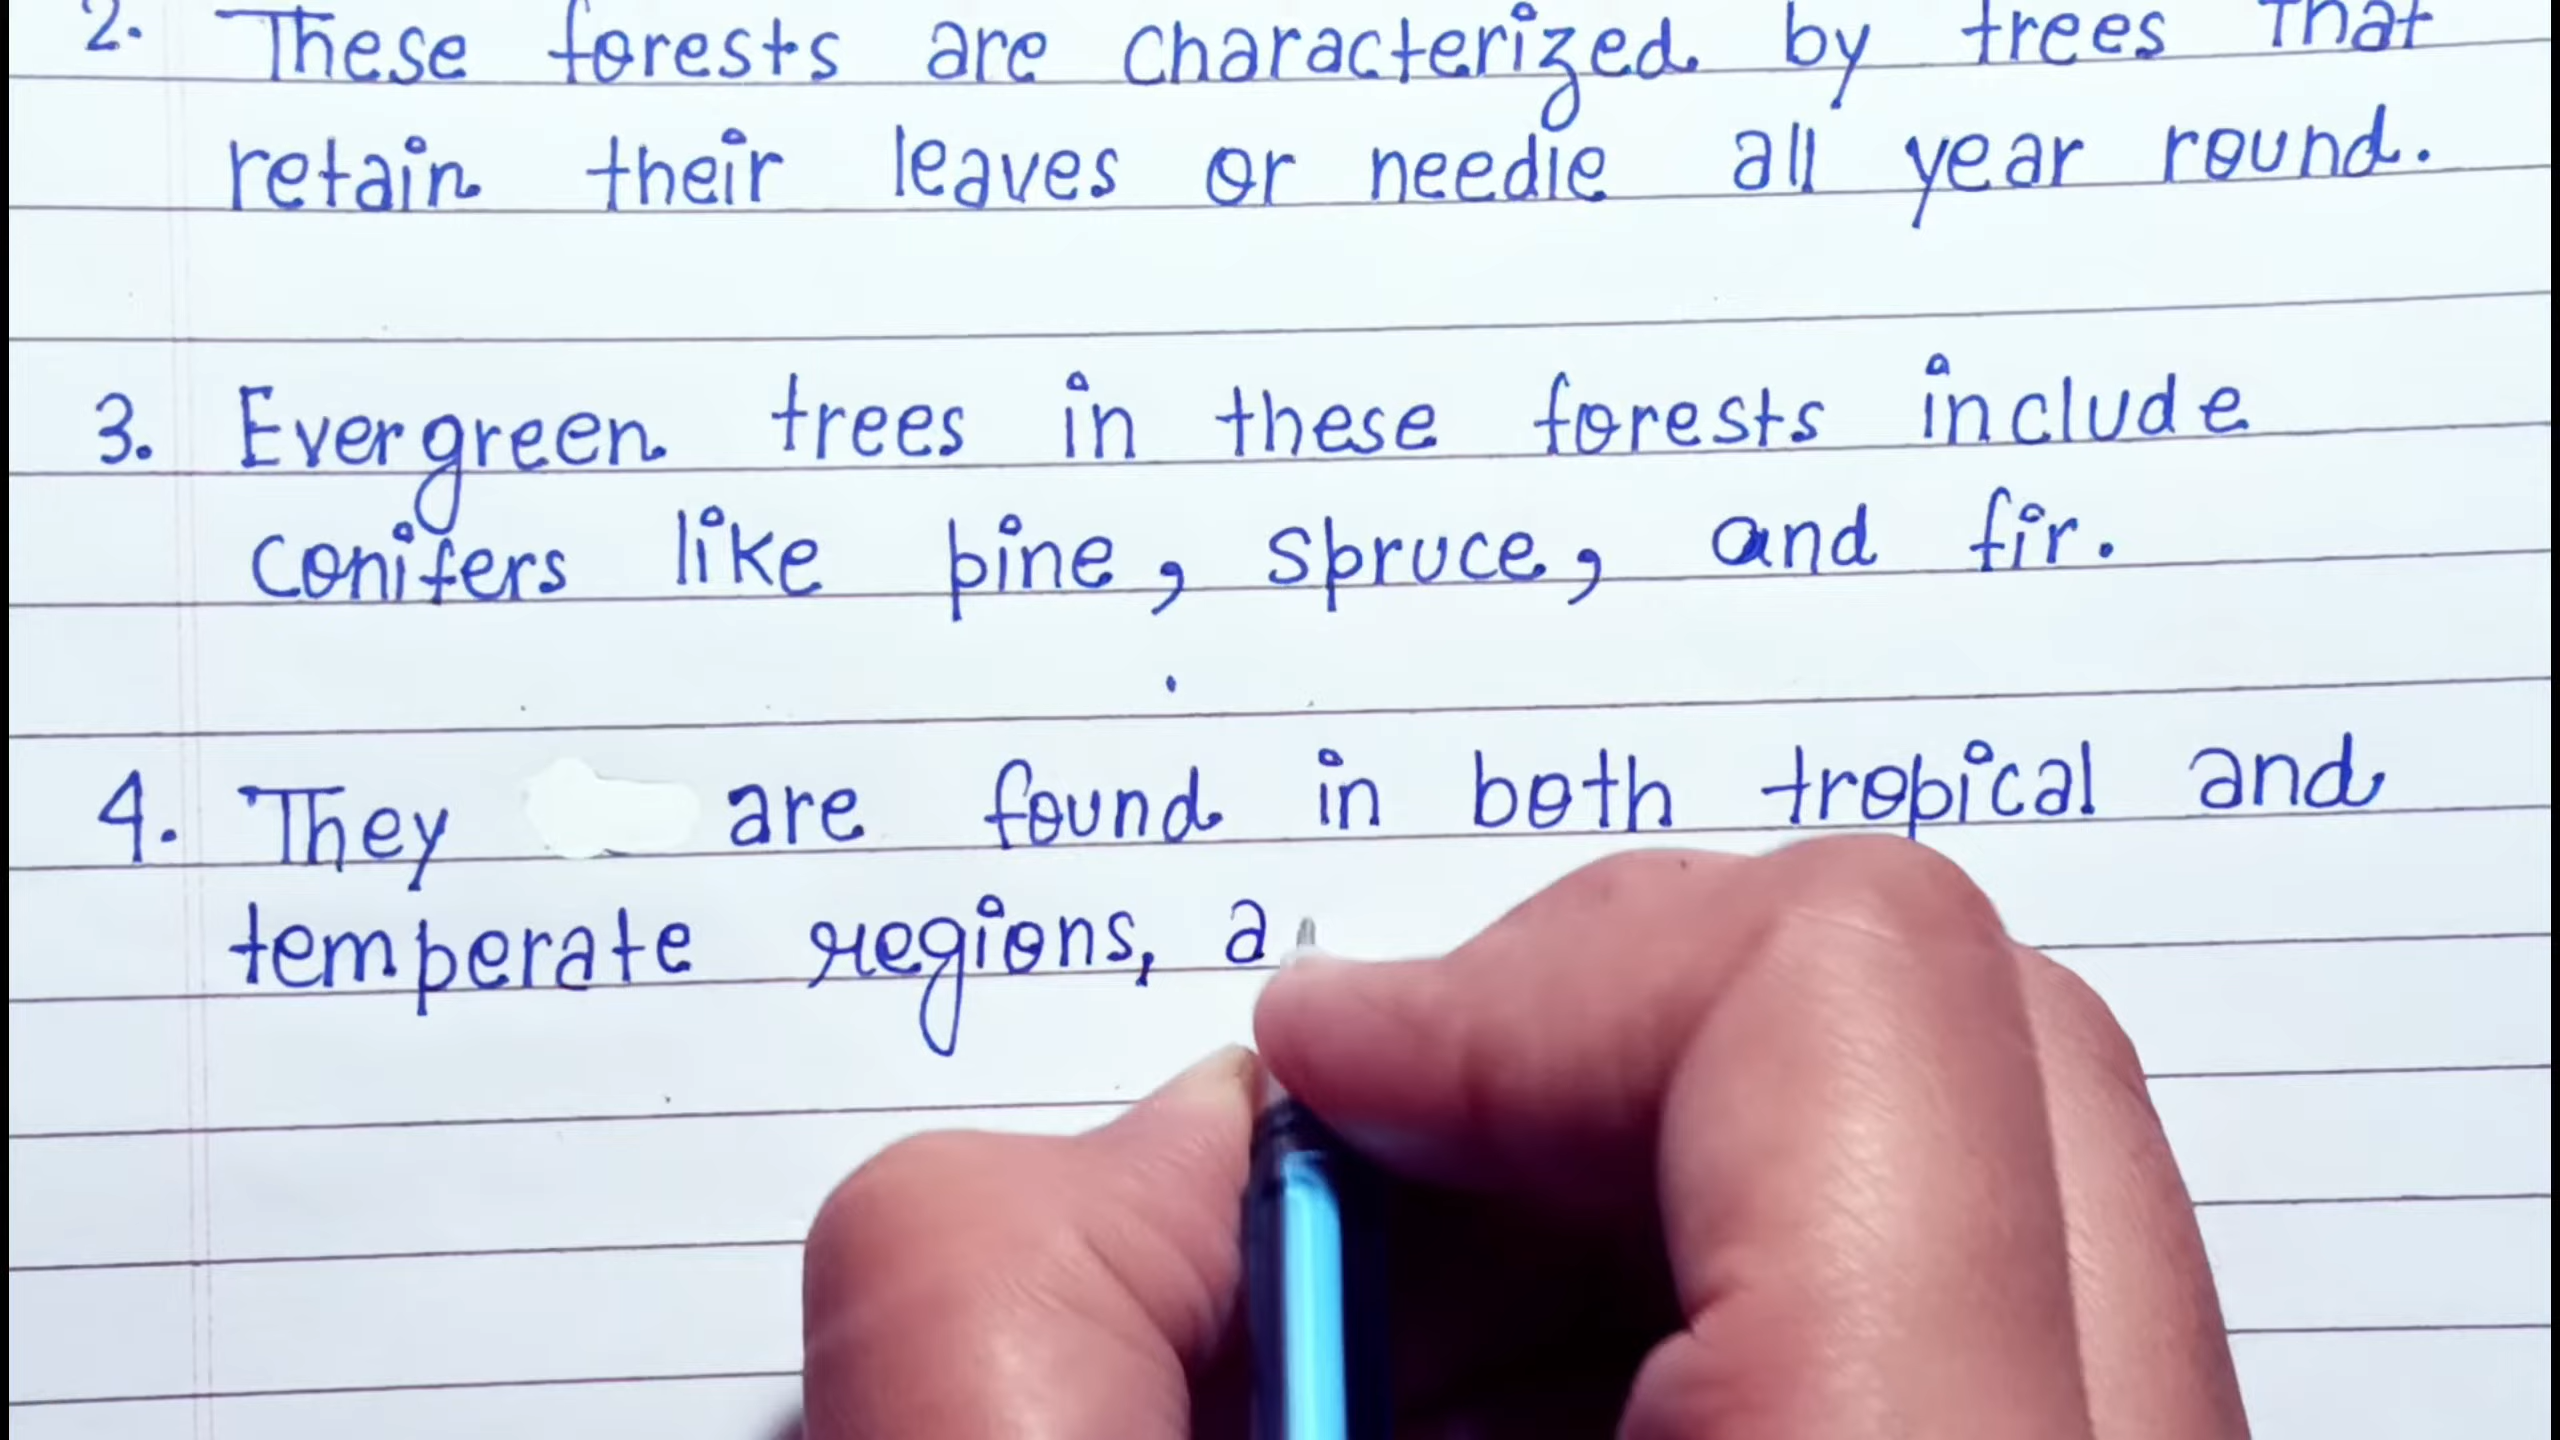 2. These forests are characterized by trees that
retain their leaves or needle all year round.
3. Evergreen trees in these forests include
conifers like pine, spruce, and fir.
4. They are found in both tropical and
temperate regions, a